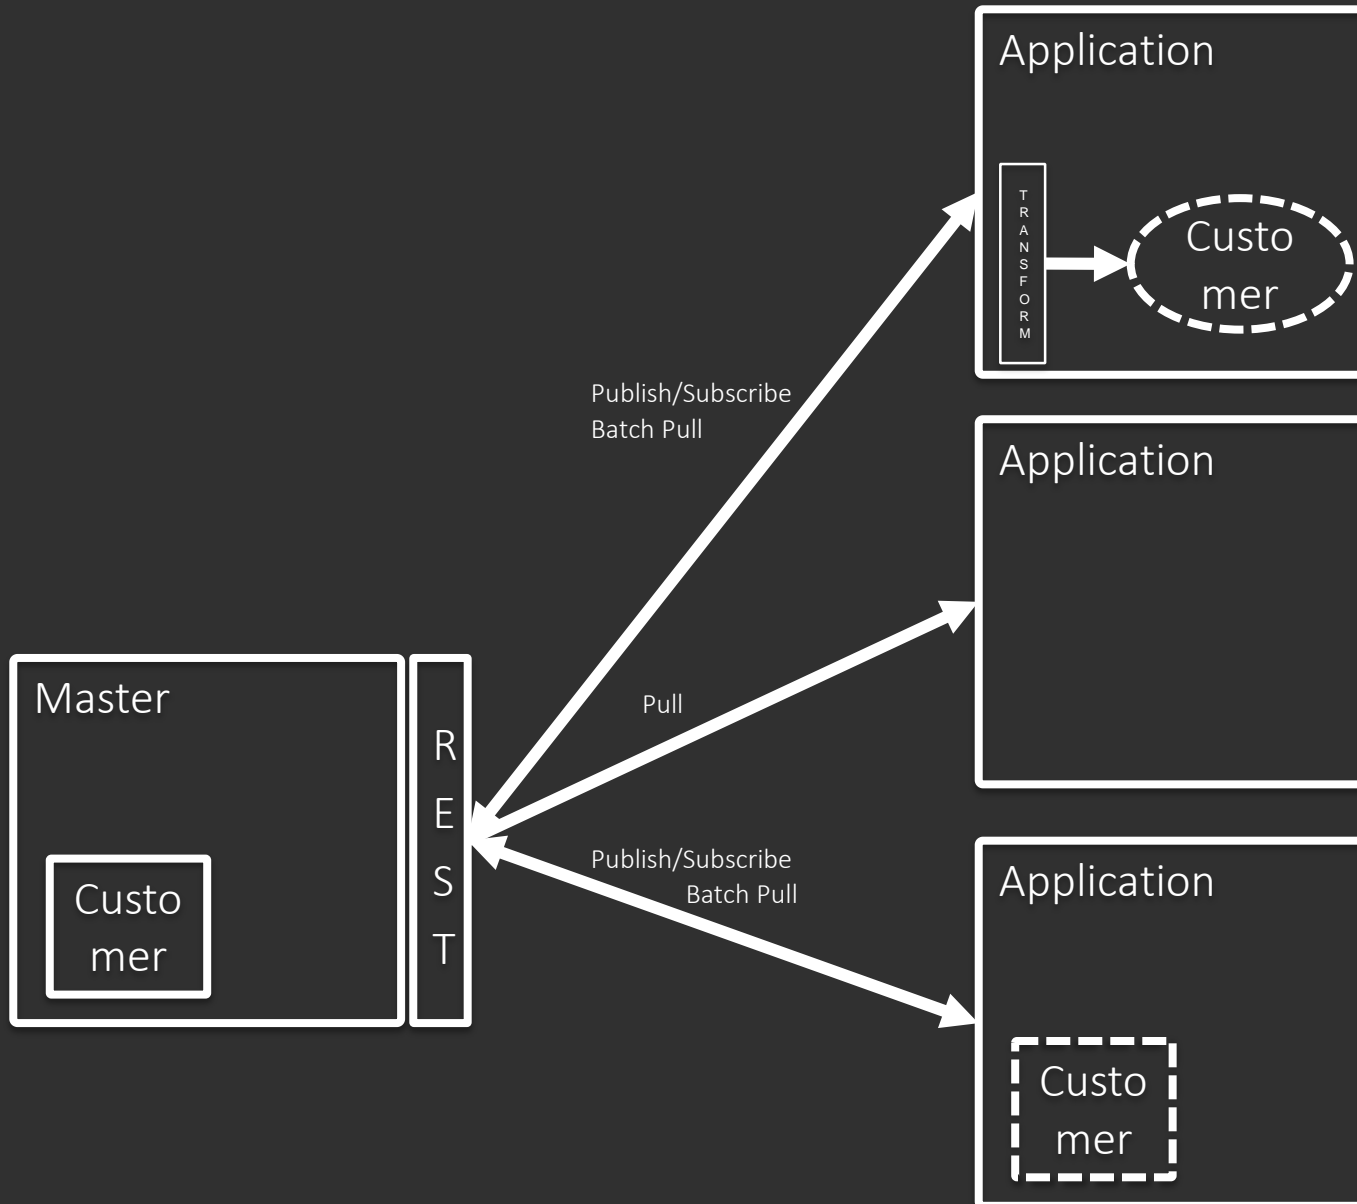 Application
T
R
A
N
S
F
O
R
M
Custo
mer
Publish/Subscribe
Batch Pull
Application
Pull
Master
R
E
S
T
Custo
mer
Publish/Subscribe
Batch Pull
Application
Custo
mer